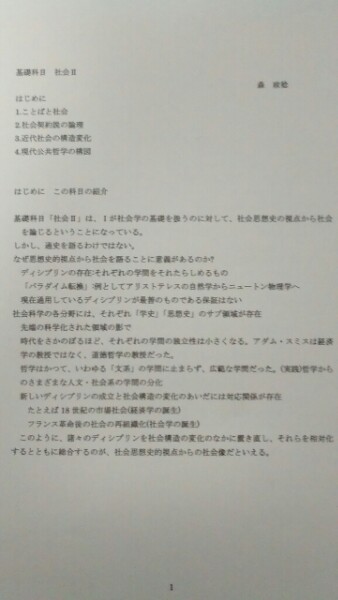 基礎科目　社会Ⅱ
森
はじめに
1.ことばと社会
2.社会契約説の論理
3.近代社会の構造変化
4.現代公共哲学の構図
はじめに　この科目の紹介
基礎科目「社会Ⅱ」は、Ⅰが社会学の基礎を扱うのに対して、社会思想史の視点から社会
を論じるということになっている。
しかし、通史を語るわけではない。
なぜ思想史的視点から社会を語ることに意義があるのか?
ディシプリンの存在:それぞれの学問をそれたらしめるもの
「パラダイム転換」:例としてアリストテレスの自然学からニュートン物理学へ
現在通用しているディシプリンが最善のものである保証はない
社会科学の各分野には、それぞれ「学史」「思想史」のサブ領域が存在
先端の科学化された領域の影で
時代をさかのぼるほど、それぞれの学問の独立性は小さくなる。アダム・スミスは経済
学の教授ではなく、道徳哲学の教授だった。
哲学はかつて、いわゆる「文系」の学問に止まらず、広範な学問だった。(実践)哲学から
のさまざまな人文・社会系の学問の分化
新しいディシプリンの成立と社会構造の変化のあいだには対応関係が存在
たとえば 18 世紀の市場社会(経済学の誕生)
フランス革命後の社会の再組織化(社会学の誕生)
このように、諸々のディシプリンを社会構造の変化のなかに置き直し、それらを相対化
するとともに総合するのが、社会思想史的視点からの社会像だといえる。
1